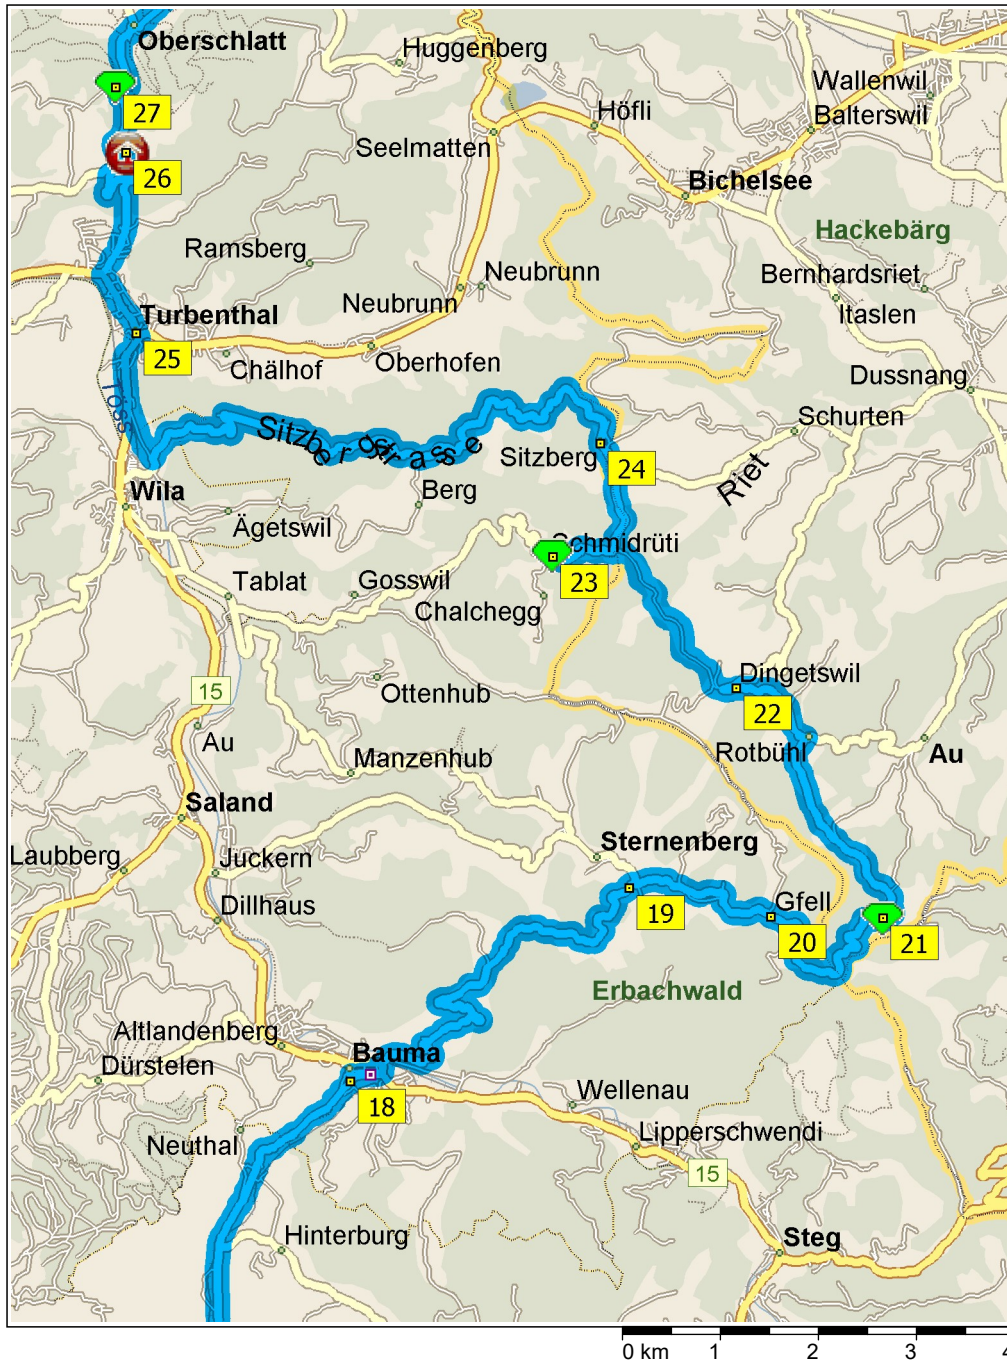 Oberschlatt
Huggenberg
27
Wallenwil
Höfli
Balterswil
Seelmatten
26
Bichelsee
Hackebärg
Ramsberg
Neubrunn
Bernhardsriet
Neubrunn
Itaslen
Turbenthal
25
Chälhof
Oberhofen
Dussnang
Töss
Schurten
Sitzbergstrasse
Sitzberg
24
Riet
Wila
Berg
Ägetswil
Schmidrüti
23
Tablat
Gosswil
Chalchegg
15
Ottenhub
Dingetswil
22
Au
Rotbühl
Au
Manzenhub
Saland
Sternenberg
Laubberg
Juckern
19
Gfell
Dillhaus
20
21
Erbachwald
Altlandenberg
Bauma
Dürstelen
18
Wellenau
Neuthal
Lipperschwendi
15
Hinterburg
Steg
0 km 1 2 3 4